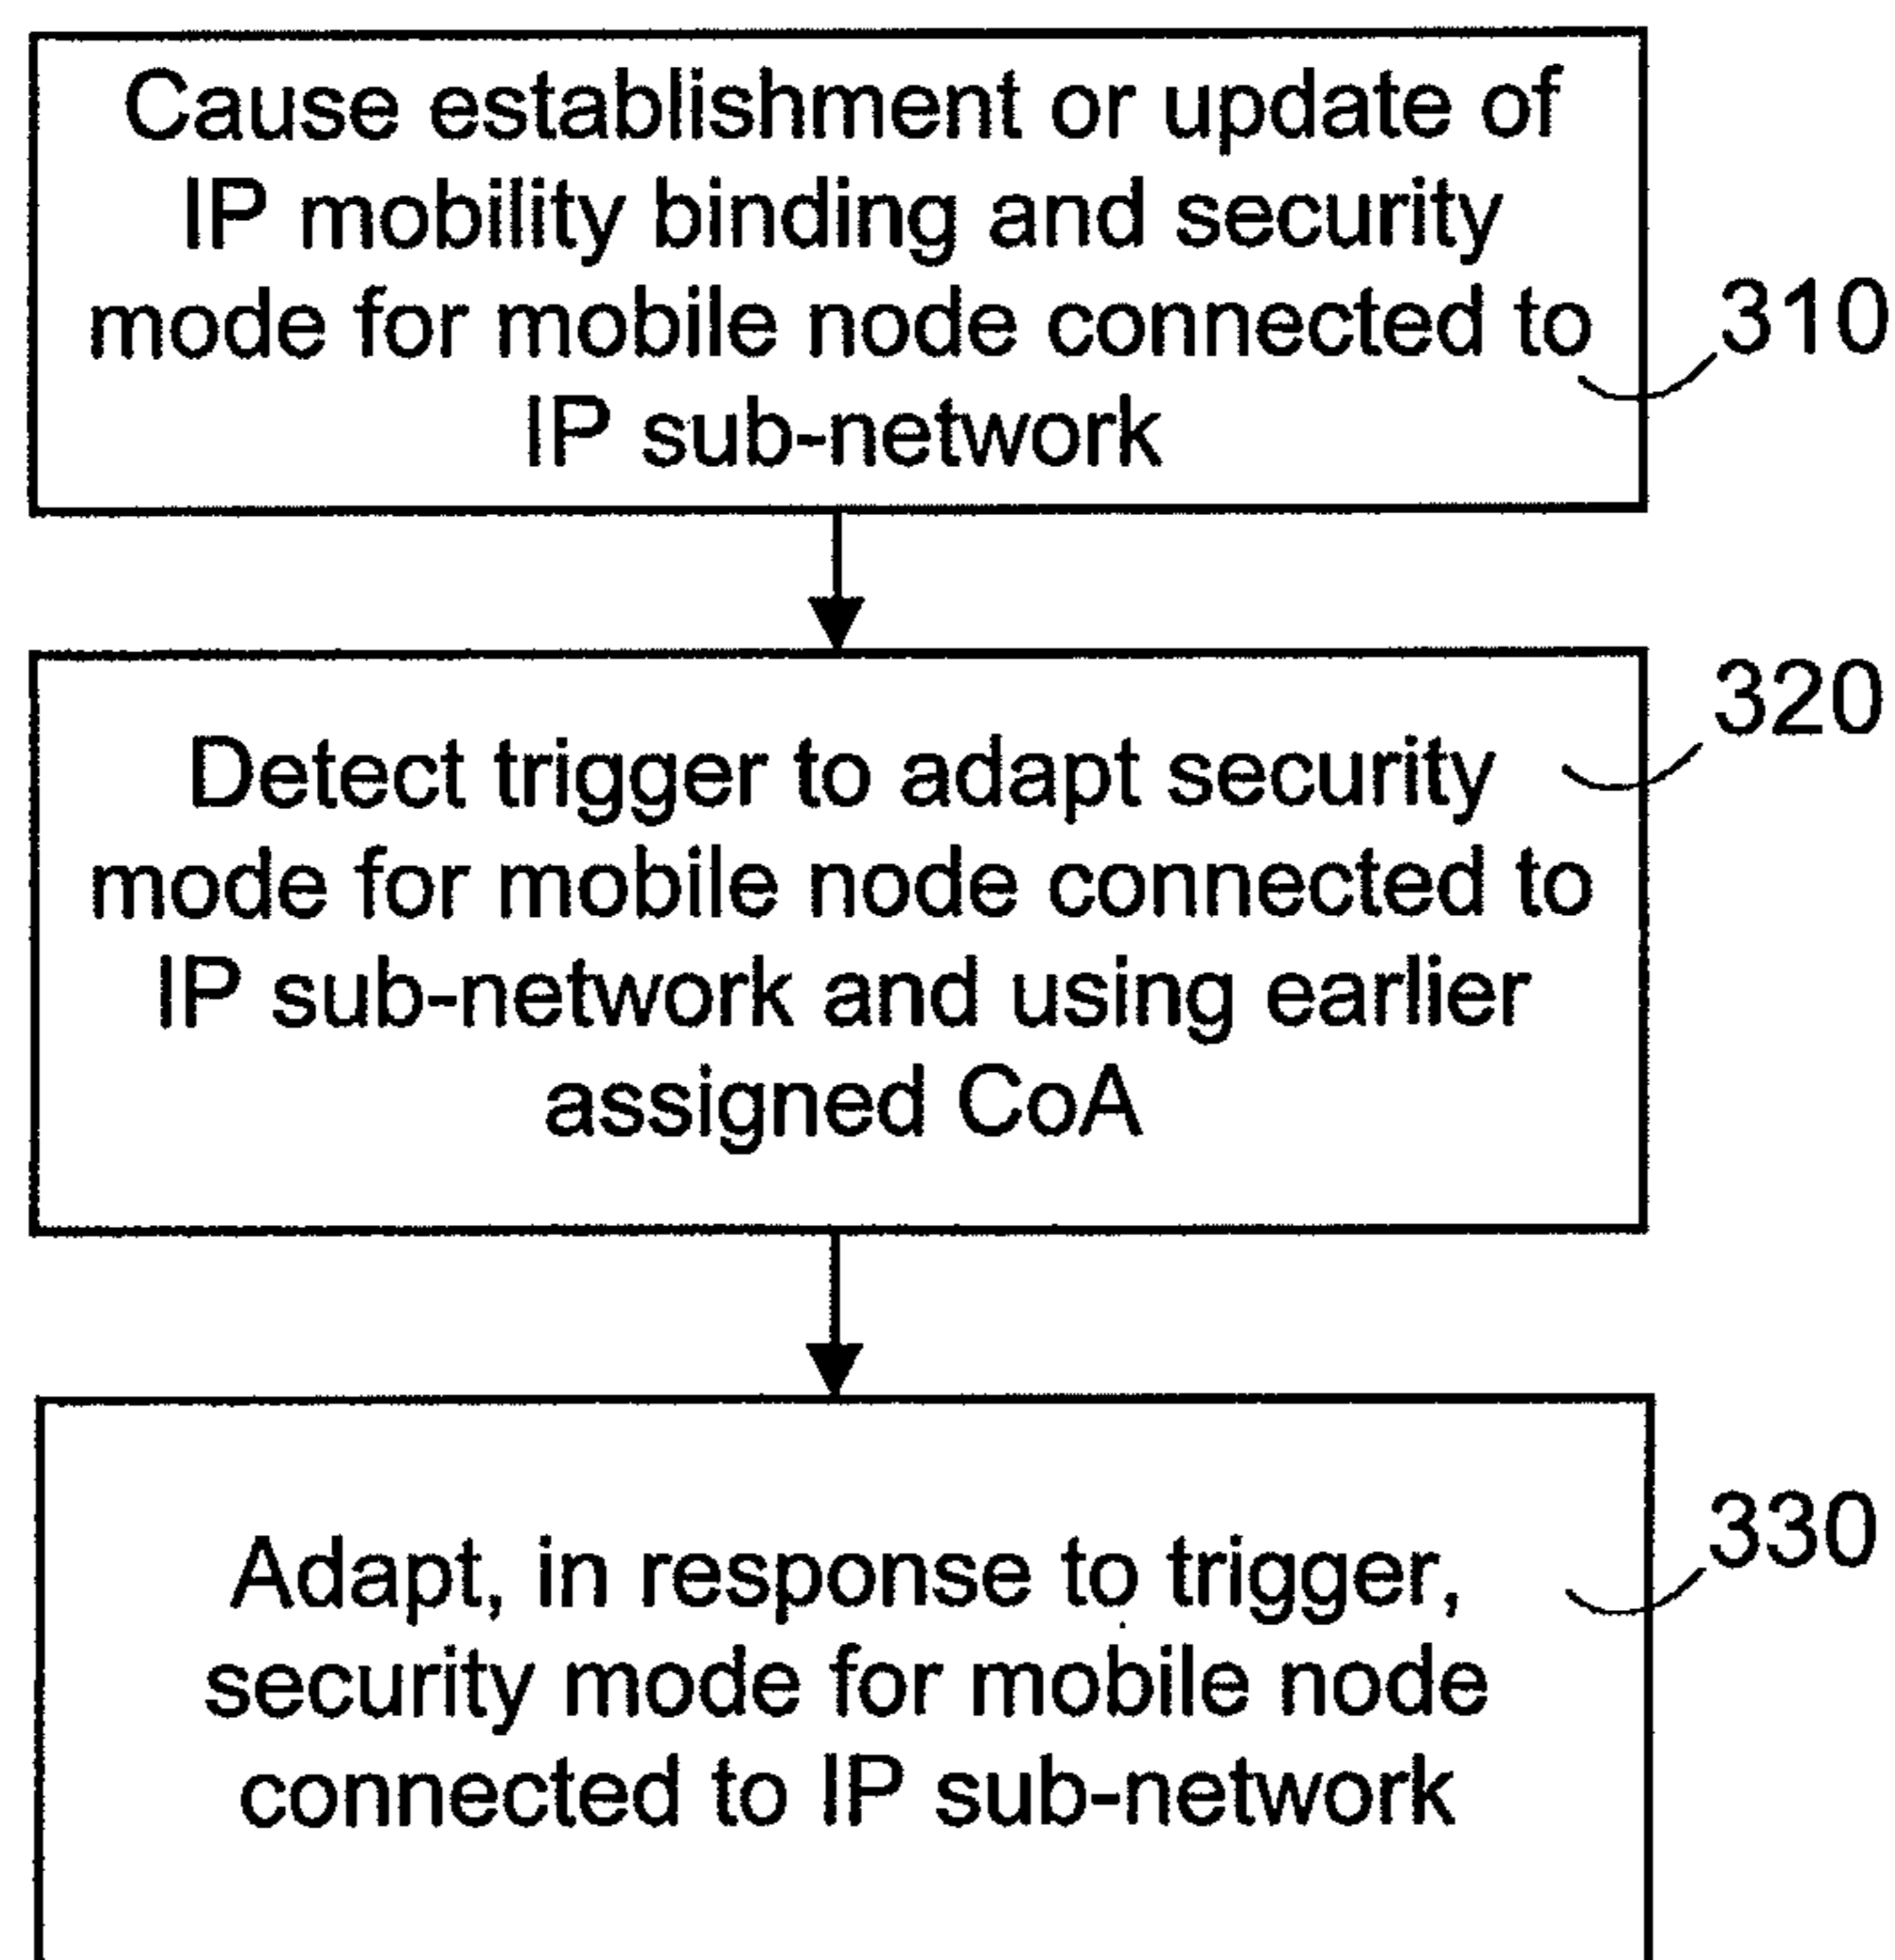 Cause establishment or update of
IP mobility binding and security
mode for mobile node connected to
IP sub-network
310
Detect trigger to adapt security
mode for mobile node connected to
IP sub-network and using earlier
assigned CoA
320
Adapt, in response to trigger,
security mode for mobile node
connected to IP sub-network
330